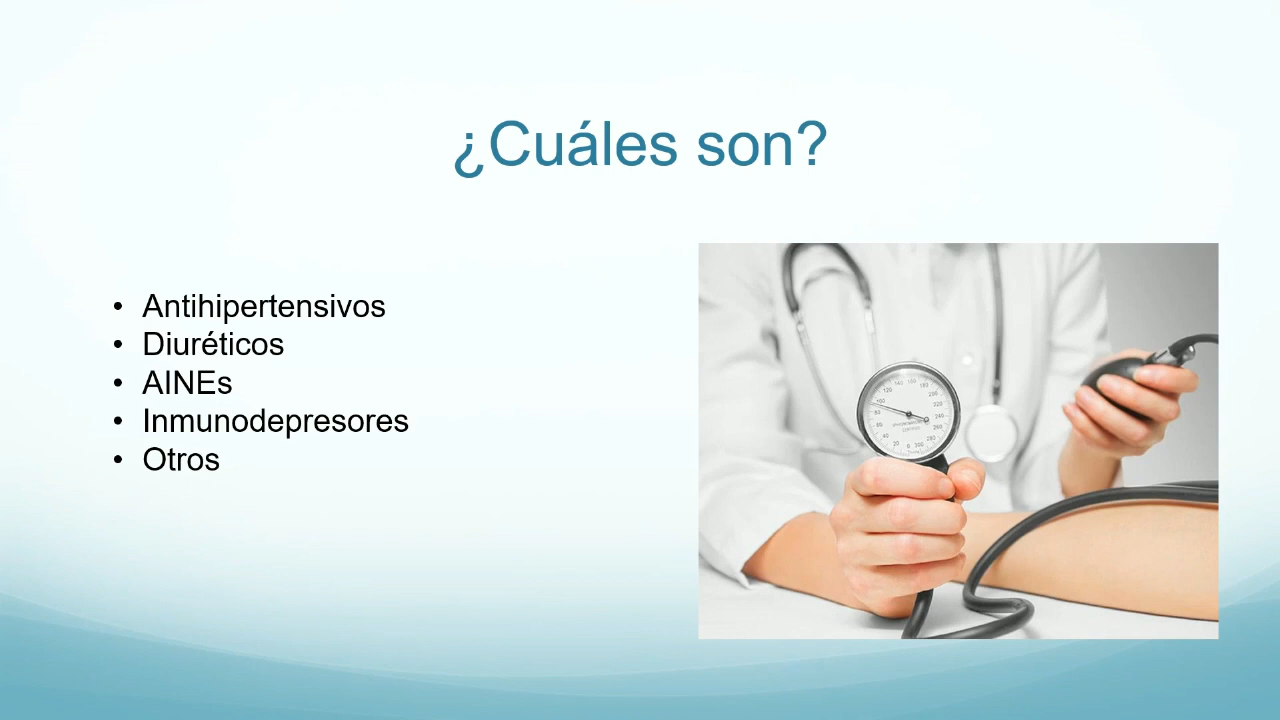 ¿Cuáles son?
• Antihipertensivos
• Diuréticos
• AINEs
• Inmunodepresores
• Otros